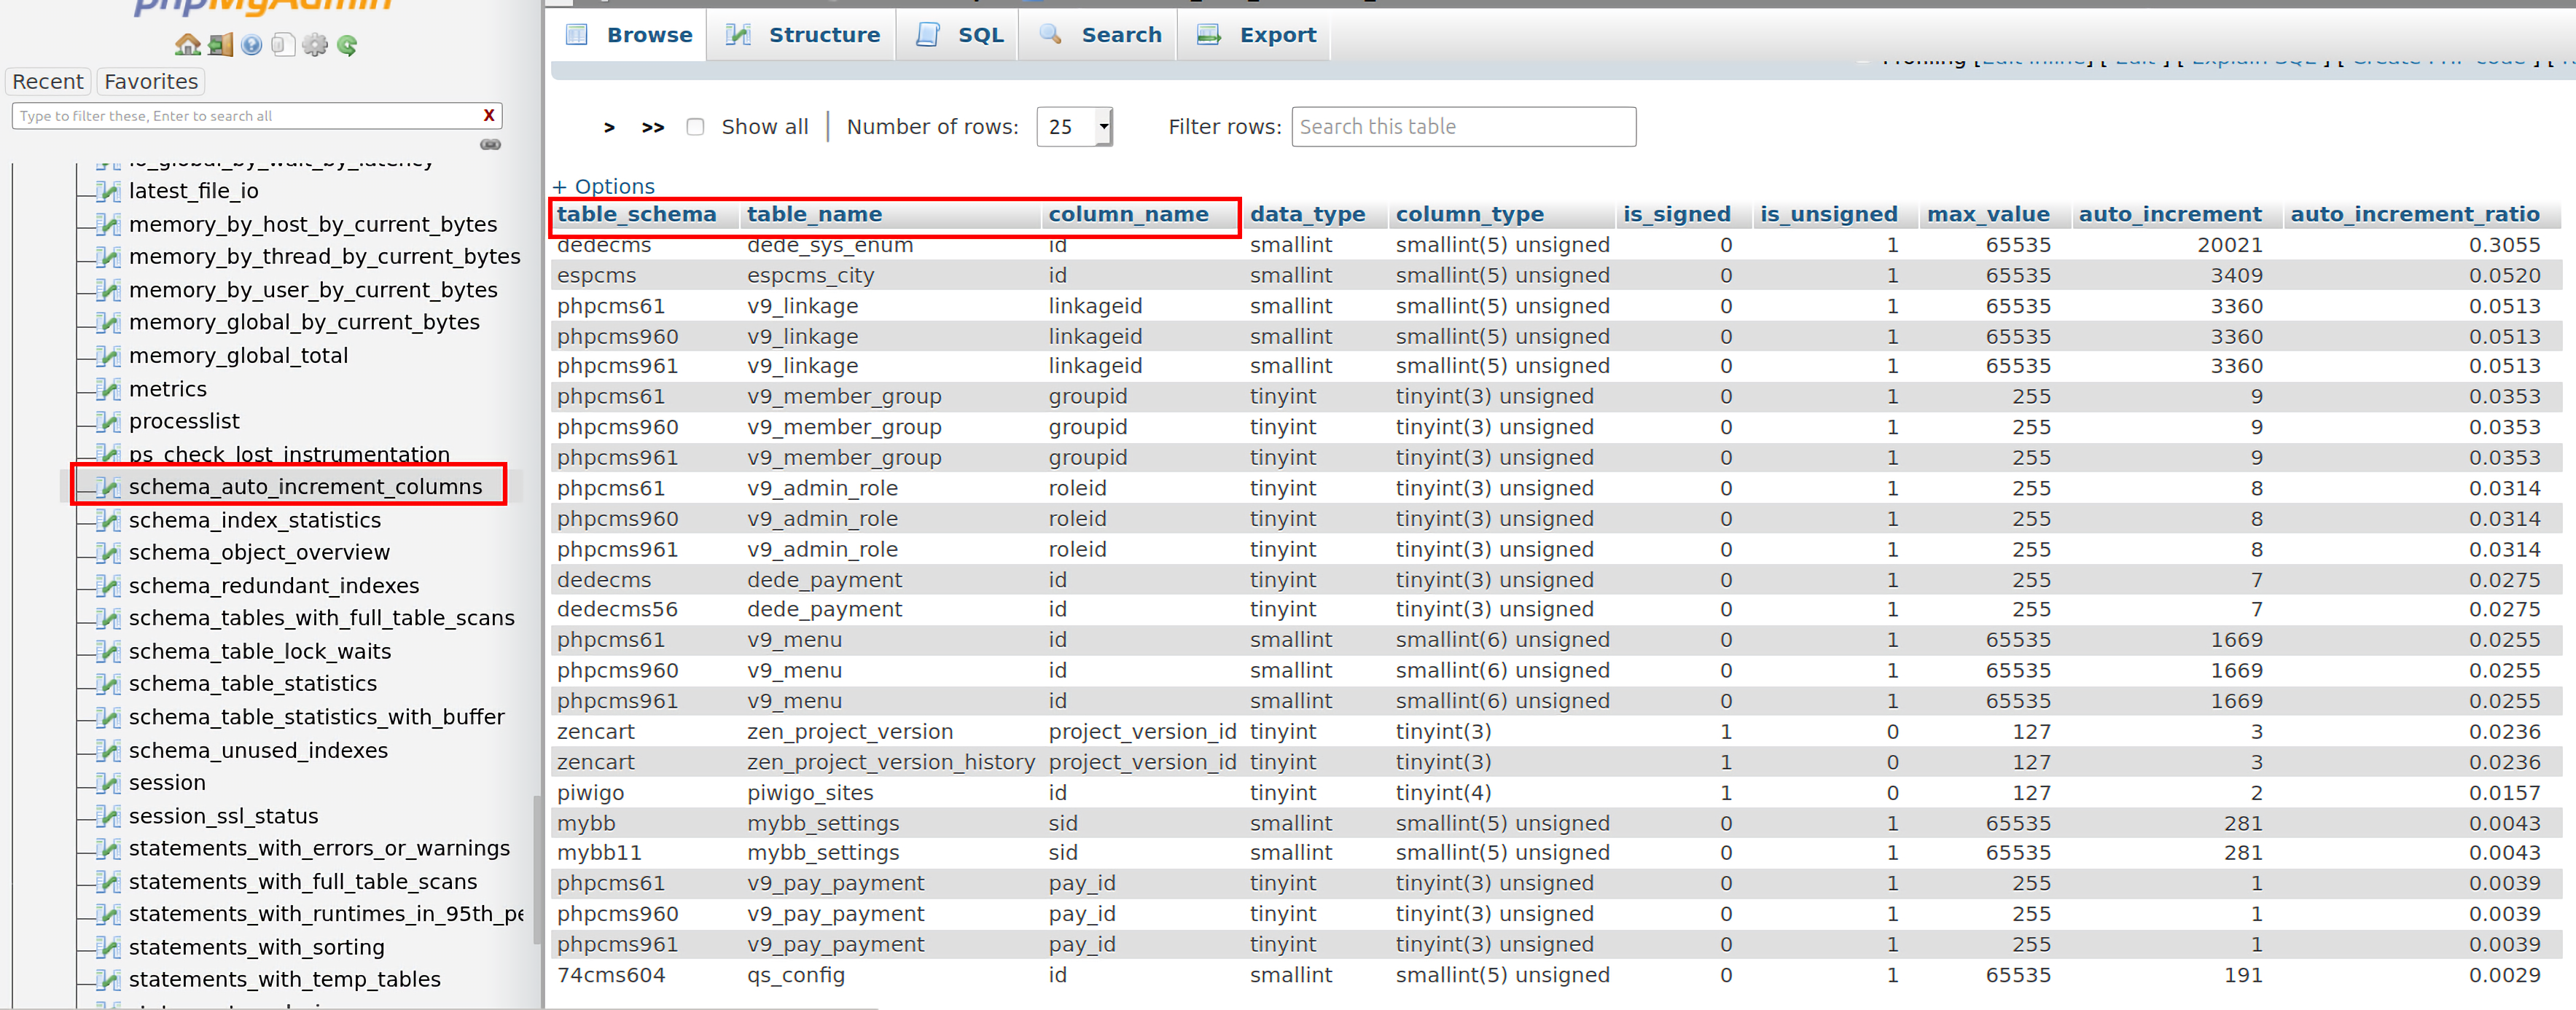 phpMyAdmin
Recent Favorites
Type to filter these, Enter to search all X
io_global_by_wait_by_latency
latest_file_io
memory_by_host_by_current_bytes
memory_by_thread_by_current_bytes
memory_by_user_by_current_bytes
memory_global_by_current_bytes
memory_global_total
metrics
processlist
ps_check_lost_instrumentation
schema_auto_increment_columns
schema_index_statistics
schema_object_overview
schema_redundant_indexes
schema_tables_with_full_table_scans
schema_table_lock_waits
schema_table_statistics
schema_table_statistics_with_buffer
schema_unused_indexes
session
session_ssl_status
statements_with_errors_or_warnings
statements_with_full_table_scans
statements_with_runtimes_in_95th_pe
statements_with_sorting
statements_with_temp_tables
Browse Structure SQL Search Export
Profiling [Edit inline] [ Edit ] [ Explain SQL ] [ Create PHP code ] [
> >> Show all | Number of rows: 25 Filter rows: Search this table
+ Options
table_schema table_name column_name data_type column_type is_signed is_unsigned max_value auto_increment auto_increment_ratio
dedecms dede_sys_enum id smallint smallint(5) unsigned 0 1 65535 20021 0.3055
espcms espcms_city id smallint smallint(5) unsigned 0 1 65535 3409 0.0520
phpcms61 v9_linkage linkageid smallint smallint(5) unsigned 0 1 65535 3360 0.0513
phpcms960 v9_linkage linkageid smallint smallint(5) unsigned 0 1 65535 3360 0.0513
phpcms961 v9_linkage linkageid smallint smallint(5) unsigned 0 1 65535 3360 0.0513
phpcms61 v9_member_group groupid tinyint tinyint(3) unsigned 0 1 255 9 0.0353
phpcms960 v9_member_group groupid tinyint tinyint(3) unsigned 0 1 255 9 0.0353
phpcms961 v9_member_group groupid tinyint tinyint(3) unsigned 0 1 255 9 0.0353
phpcms61 v9_admin_role roleid tinyint tinyint(3) unsigned 0 1 255 8 0.0314
phpcms960 v9_admin_role roleid tinyint tinyint(3) unsigned 0 1 255 8 0.0314
phpcms961 v9_admin_role roleid tinyint tinyint(3) unsigned 0 1 255 8 0.0314
dedecms dede_payment id tinyint tinyint(3) unsigned 0 1 255 7 0.0275
dedecms56 dede_payment id tinyint tinyint(3) unsigned 0 1 255 7 0.0275
phpcms61 v9_menu id smallint smallint(6) unsigned 0 1 65535 1669 0.0255
phpcms960 v9_menu id smallint smallint(6) unsigned 0 1 65535 1669 0.0255
phpcms961 v9_menu id smallint smallint(6) unsigned 0 1 65535 1669 0.0255
zencart zen_project_version project_version_id tinyint tinyint(3) 1 0 127 3 0.0236
zencart zen_project_version_history project_version_id tinyint tinyint(3) 1 0 127 3 0.0236
piwigo piwigo_sites id tinyint tinyint(4) 1 0 127 2 0.0157
mybb mybb_settings sid smallint smallint(5) unsigned 0 1 65535 281 0.0043
mybb11 mybb_settings sid smallint smallint(5) unsigned 0 1 65535 281 0.0043
phpcms61 v9_pay_payment pay_id tinyint tinyint(3) unsigned 0 1 255 1 0.0039
phpcms960 v9_pay_payment pay_id tinyint tinyint(3) unsigned 0 1 255 1 0.0039
phpcms961 v9_pay_payment pay_id tinyint tinyint(3) unsigned 0 1 255 1 0.0039
74cms604 qs_config id smallint smallint(5) unsigned 0 1 65535 191 0.0029